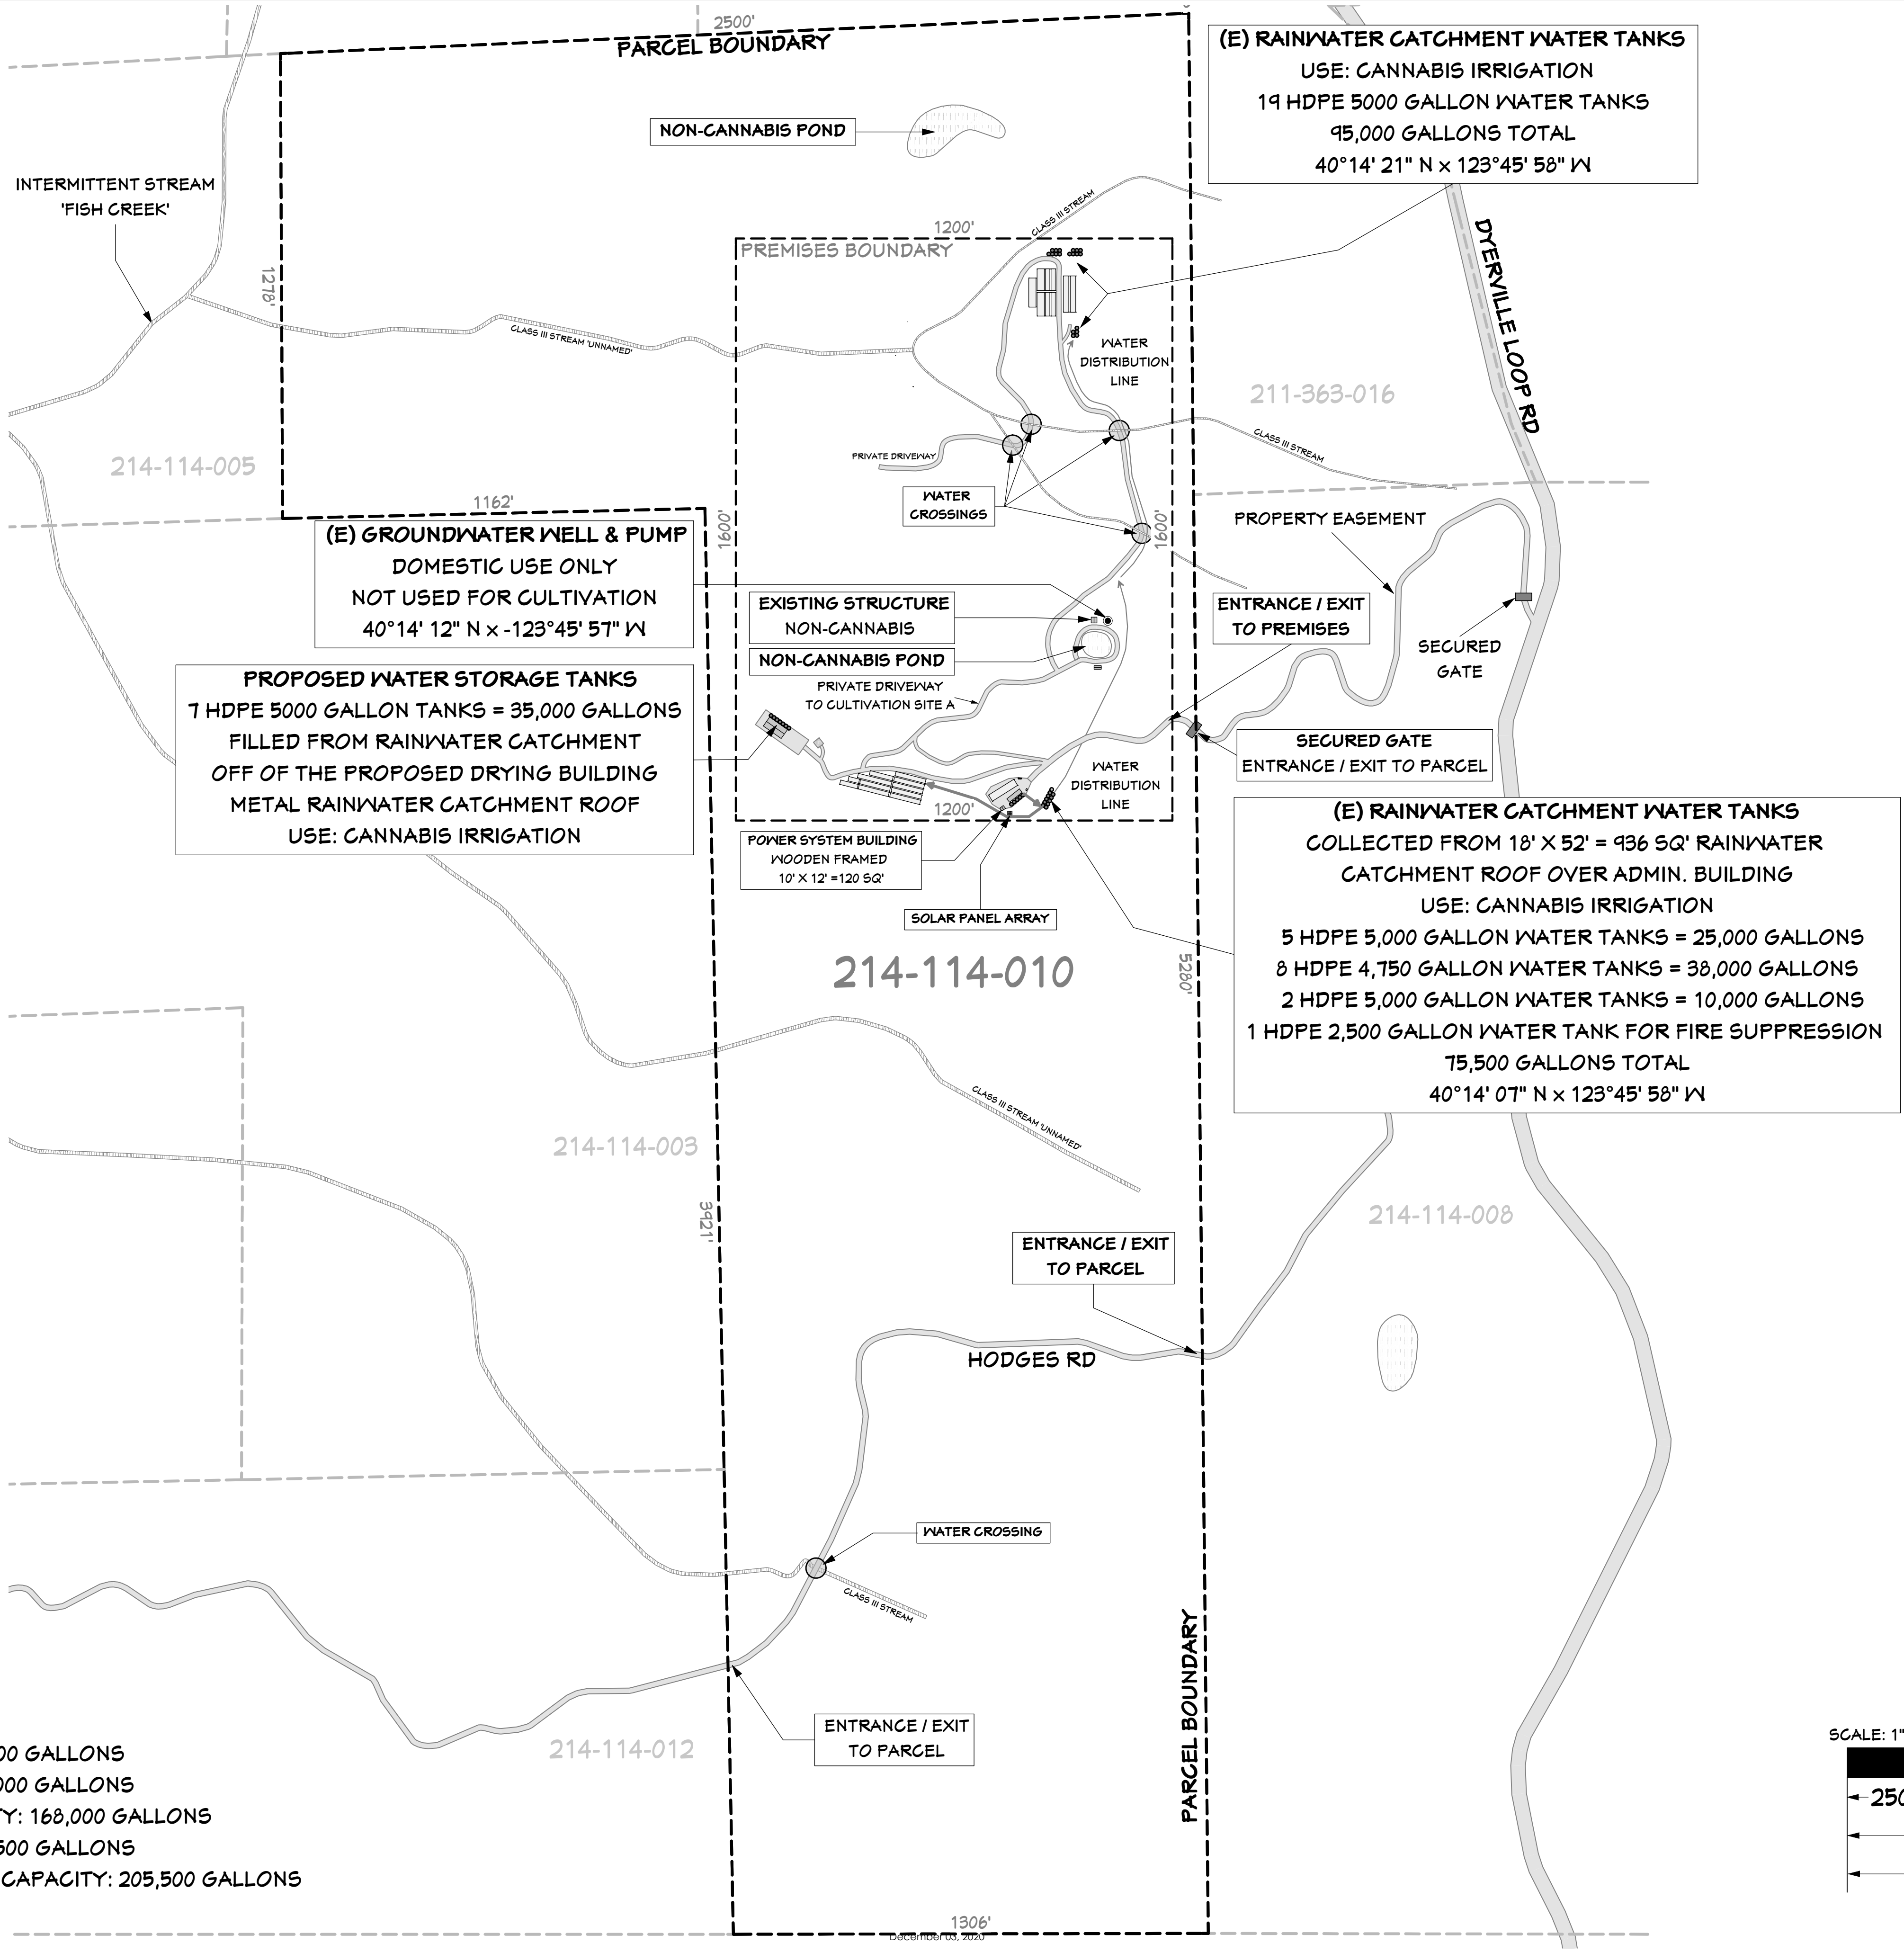 2500'
PARCEL BOUNDARY
(E) RAINWATER CATCHMENT WATER TANKS
USE: CANNABIS IRRIGATION
19 HDPE 5000 GALLON WATER TANKS
95,000 GALLONS TOTAL
40°14' 21" N x 123°45' 58" W
NON-CANNABIS POND
INTERMITTENT STREAM
'FISH CREEK'
CLASS III STREAM
1200'
PREMISES BOUNDARY
1278'
DYERVILLE LOOP RD
CLASS III STREAM 'UNNAMED'
WATER
DISTRIBUTION
LINE
211-363-016
214-114-005
CLASS III STREAM
PRIVATE DRIVEWAY
WATER
CROSSINGS
1162'
1600'
1600'
PROPERTY EASEMENT
(E) GROUNDWATER WELL & PUMP
DOMESTIC USE ONLY
NOT USED FOR CULTIVATION
40°14' 12" N x -123°45' 57" W
EXISTING STRUCTURE
NON-CANNABIS
NON-CANNABIS POND
ENTRANCE / EXIT
TO PREMISES
SECURED
GATE
PROPOSED WATER STORAGE TANKS
7 HDPE 5000 GALLON TANKS = 35,000 GALLONS
FILLED FROM RAINWATER CATCHMENT
OFF OF THE PROPOSED DRYING BUILDING
METAL RAINWATER CATCHMENT ROOF
USE: CANNABIS IRRIGATION
PRIVATE DRIVEWAY
TO CULTIVATION SITE A
SECURED GATE
ENTRANCE / EXIT TO PARCEL
WATER
DISTRIBUTION
LINE
1200'
POWER SYSTEM BUILDING
WOODEN FRAMED
10' X 12' =120 SQ'
SOLAR PANEL ARRAY
(E) RAINWATER CATCHMENT WATER TANKS
COLLECTED FROM 18' X 52' = 936 SQ' RAINWATER
CATCHMENT ROOF OVER ADMIN. BUILDING
USE: CANNABIS IRRIGATION
5 HDPE 5,000 GALLON WATER TANKS = 25,000 GALLONS
8 HDPE 4,750 GALLON WATER TANKS = 38,000 GALLONS
2 HDPE 5,000 GALLON WATER TANKS = 10,000 GALLONS
1 HDPE 2,500 GALLON WATER TANK FOR FIRE SUPPRESSION
75,500 GALLONS TOTAL
40°14' 07" N x 123°45' 58" W
214-114-010
5280'
CLASS III STREAM 'UNNAMED'
214-114-003
3921'
214-114-008
ENTRANCE / EXIT
TO PARCEL
HODGES RD
WATER CROSSING
CLASS III STREAM
PARCEL BOUNDARY
ENTRANCE / EXIT
TO PARCEL
214-114-012
00 GALLONS
000 GALLONS
TY: 168,000 GALLONS
500 GALLONS
CAPACITY: 205,500 GALLONS
SCALE: 1"
250
1306'
December 03, 2020